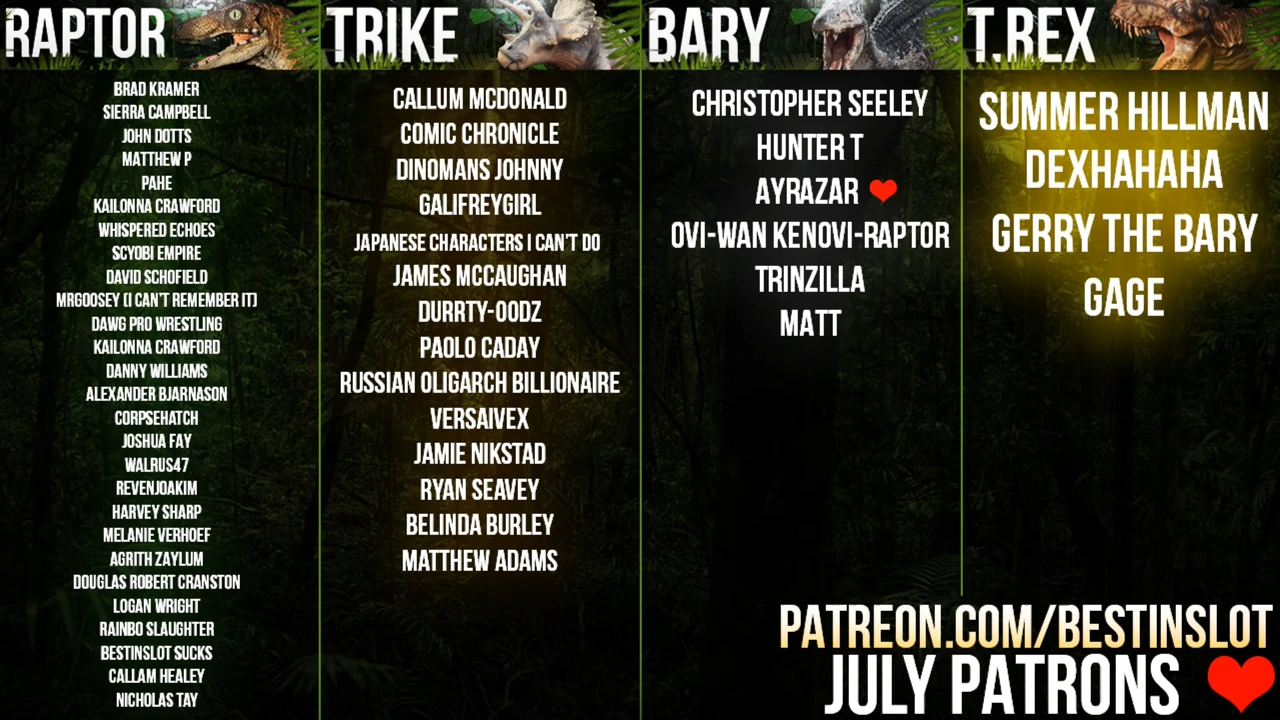 RAPTOR
BRAD KRAMER
SIERRA CAMPBELL
JOHN DOTTS
MATTHEW P
PAHE
KAILONNA CRAWFORD
WHISPERED ECHOES
SCYOBI EMPIRE
DAVID SCHOFIELD
MRGOOSEY (I CAN'T REMEMBER IT)
DAWG PRO WRESTLING
KAILONNA CRAWFORD
DANNY WILLIAMS
ALEXANDER BJARNASON
CORPSEHATCH
JOSHUA FAY
WALRUS47
REVENJOAKIM
HARVEY SHARP
MELANIE VERHOEF
AGRITH ZAYLUM
DOUGLAS ROBERT CRANSTON
LOGAN WRIGHT
RAINBO SLAUGHTER
BESTINSLOT SUCKS
CALLAM HEALEY
NICHOLAS TAY
TRIKE
CALLUM MCDONALD
COMIC CHRONICLE
DINOMANS JOHNNY
GALIFREYGIRL
JAPANESE CHARACTERS I CAN'T DO
JAMES MCCAUGHAN
DURRTY-OODZ
PAOLO CADAY
RUSSIAN OLIGARCH BILLIONAIRE
VERSAIVEX
JAMIE NIKSTAD
RYAN SEAVEY
BELINDA BURLEY
MATTHEW ADAMS
BARY
CHRISTOPHER SEELEY
HUNTER T
AYRAZAR ❤
OVI-WAN KENOVI-RAPTOR
TRINZILLA
MATT
T.REX
SUMMER HILLMAN
DEXHAHAHA
GERRY THE BARY
GAGE
PATREON.COM/BESTINSLOT
JULY PATRONS ❤